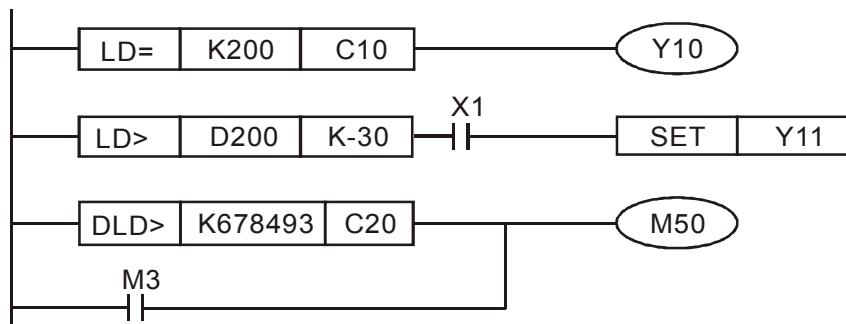 LD= K200 C10 Y10
X1
LD> D200 K-30 SET Y11
DLD> K678493 C20 M50
M3